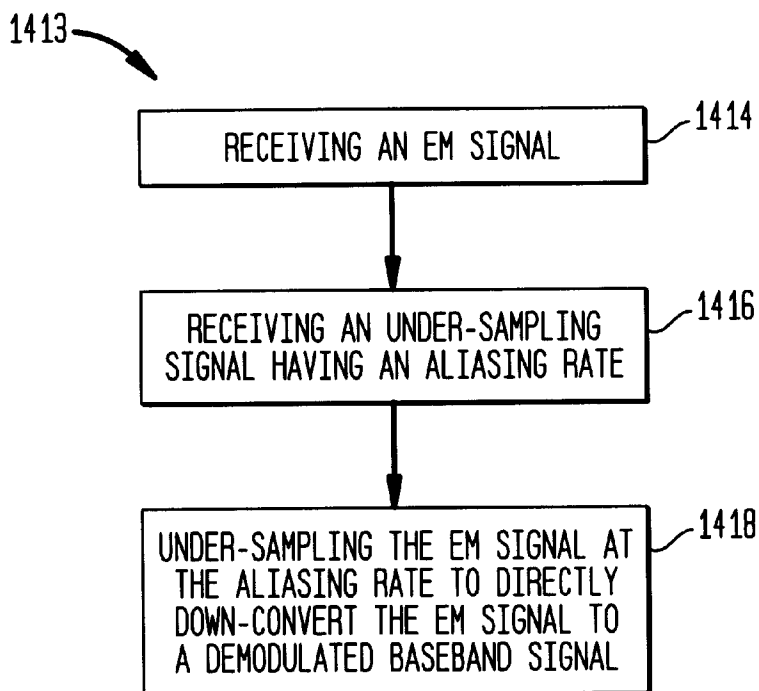 1413
RECEIVING AN EM SIGNAL
1414
RECEIVING AN UNDER-SAMPLING
SIGNAL HAVING AN ALIASING RATE
1416
UNDER-SAMPLING THE EM SIGNAL AT
THE ALIASING RATE TO DIRECTLY
DOWN-CONVERT THE EM SIGNAL TO
A DEMODULATED BASEBAND SIGNAL
1418